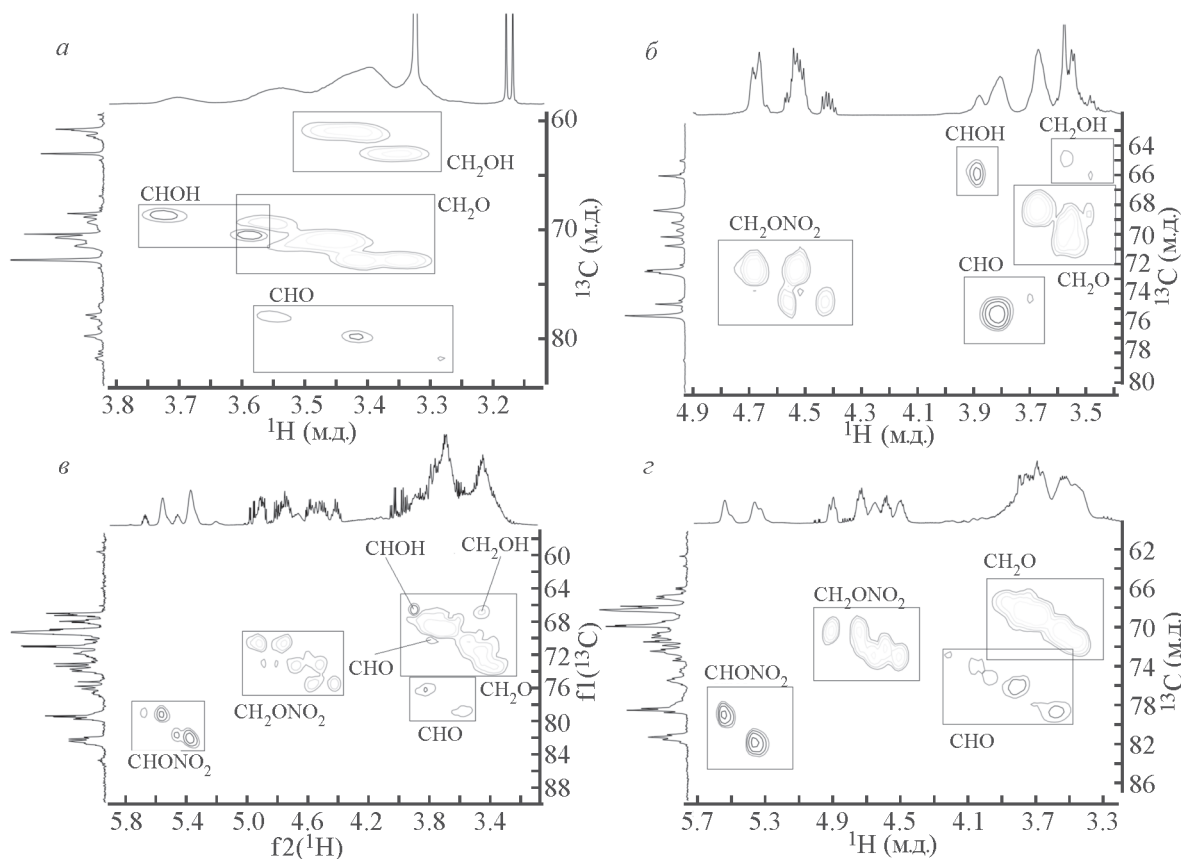 а
60
CH₂OH
CHOH
CH₂O
70
CHO
80
¹³C (м.д.)
3.8 3.7 3.6 3.5 3.4 3.3 3.2
¹H (м.д.)
б
CHOH
CH₂OH
64
66
68
70
72
74
76
78
80
CH₂ONO₂
CHO
CH₂O
¹³C (м.д.)
4.9 4.7 4.5 4.3 4.1 3.9 3.7 3.5
¹H (м.д.)
в
CHOH
CH₂OH
60
64
68
72
76
80
84
88
CHO
CH₂ONO₂
CH₂O
CHO
CHONO₂
f1(¹³C)
5.8 5.4 5.0 4.6 4.2 3.8 3.4
f2(¹H)
г
CH₂O
62
66
70
74
78
82
86
CH₂ONO₂
CHONO₂
CHO
¹³C (м.д.)
5.7 5.3 4.9 4.5 4.1 3.7 3.3
¹H (м.д.)